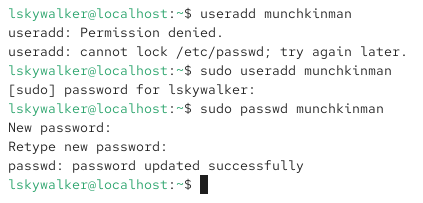 lskywalker@localhost:~$ useradd munchkinman
useradd: Permission denied.
useradd: cannot lock /etc/passwd; try again later.
lskywalker@localhost:~$ sudo useradd munchkinman
[sudo] password for lskywalker:
lskywalker@localhost:~$ sudo passwd munchkinman
New password:
Retype new password:
passwd: password updated successfully
lskywalker@localhost:~$